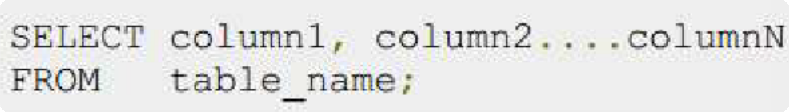 SELECT column1, column2....columnN
FROM   table_name;